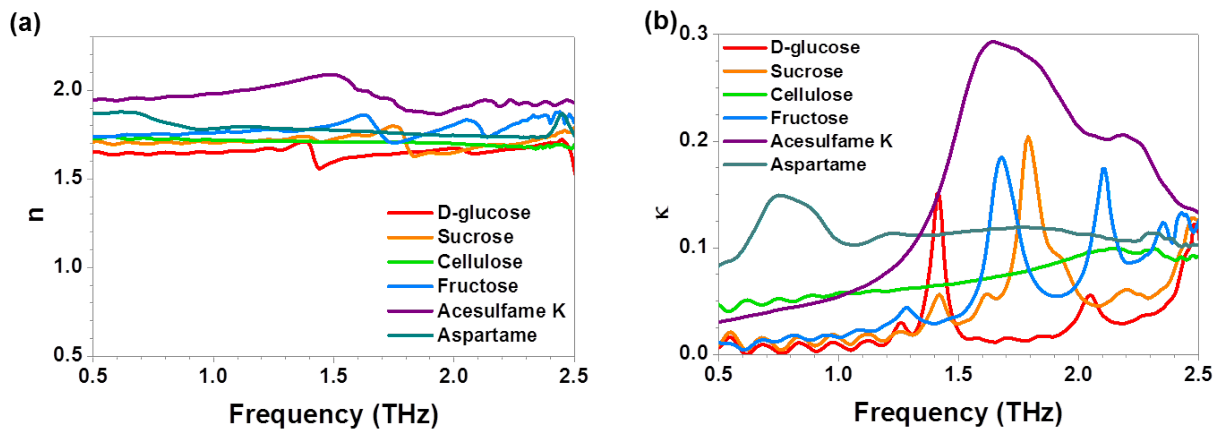 (a)
n
2.0
1.5
1.0
0.5
0.5
1.0
1.5
2.0
2.5
Frequency (THz)
D-glucose
Sucrose
Cellulose
Fructose
Acesulfame K
Aspartame
(b)
κ
0.3
0.2
0.1
0.0
0.5
1.0
1.5
2.0
2.5
Frequency (THz)
D-glucose
Sucrose
Cellulose
Fructose
Acesulfame K
Aspartame